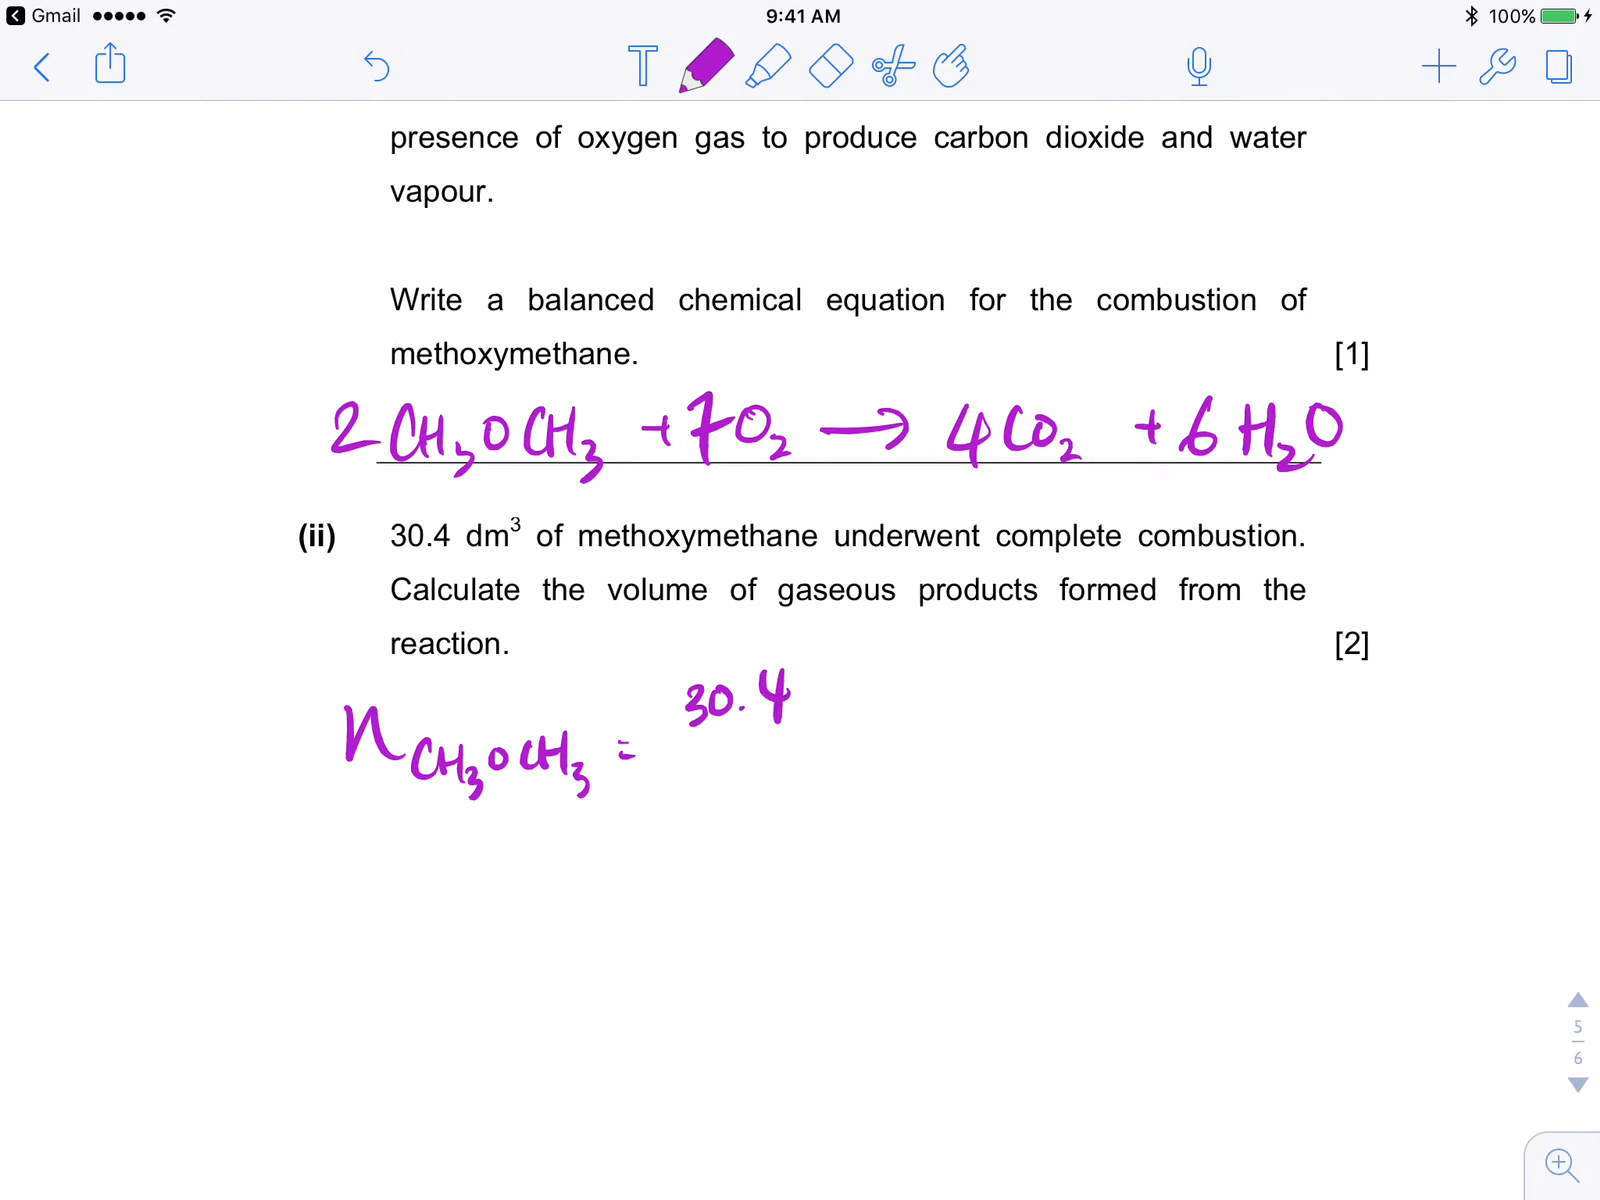 Gmail 9:41 AM 100%
T
presence of oxygen gas to produce carbon dioxide and water
vapour.
Write a balanced chemical equation for the combustion of
methoxymethane. [1]
2CH₃OCH₃ + 7O₂ → 4CO₂ + 6H₂O
(ii) 30.4 dm³ of methoxymethane underwent complete combustion.
Calculate the volume of gaseous products formed from the
reaction. [2]
30.4
n CH₃OCH₃ =
5
6